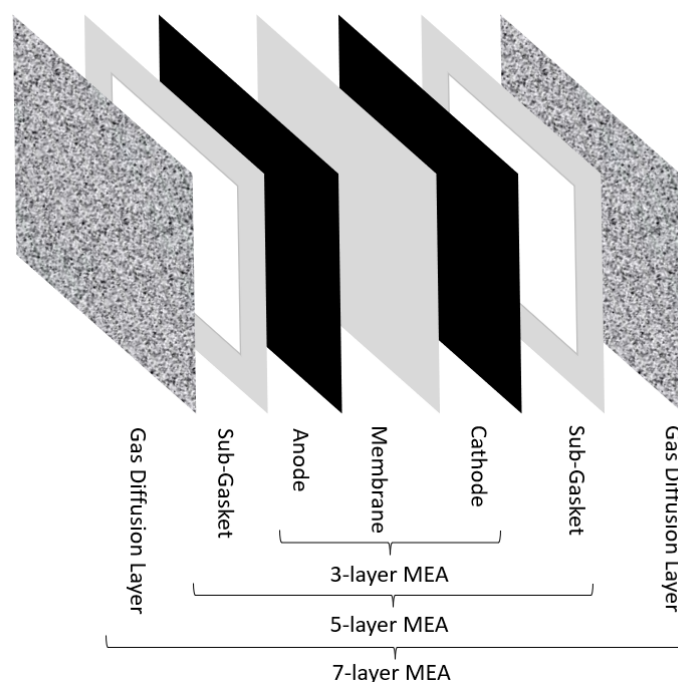 Gas Diffusion Layer
Sub-Gasket
Anode
Membrane
Cathode
Sub-Gasket
Gas Diffusion Layer
3-layer MEA
5-layer MEA
7-layer MEA